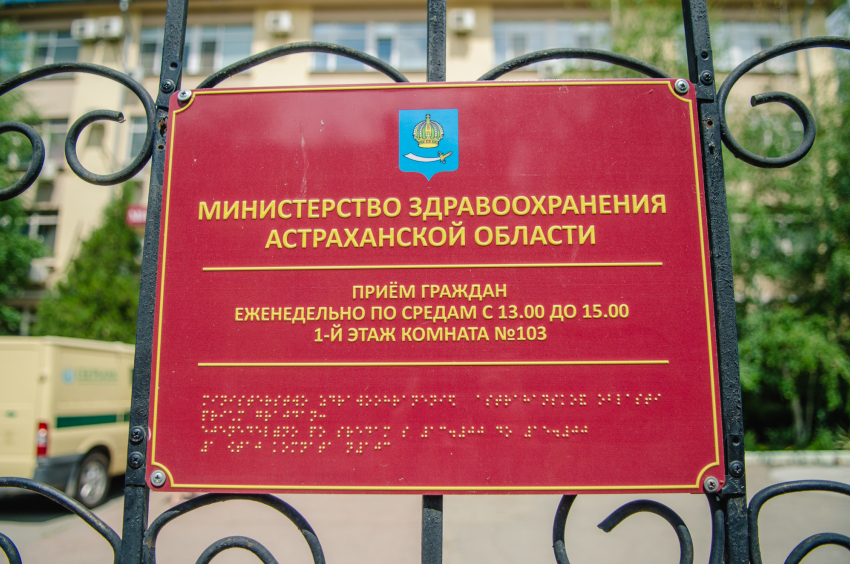 МИНИСТЕРСТВО ЗДРАВООХРАНЕНИЯ
АСТРАХАНСКОЙ ОБЛАСТИ
ПРИЁМ ГРАЖДАН
ЕЖЕНЕДЕЛЬНО ПО СРЕДАМ С 13.00 ДО 15.00
1-Й ЭТАЖ КОМНАТА №103